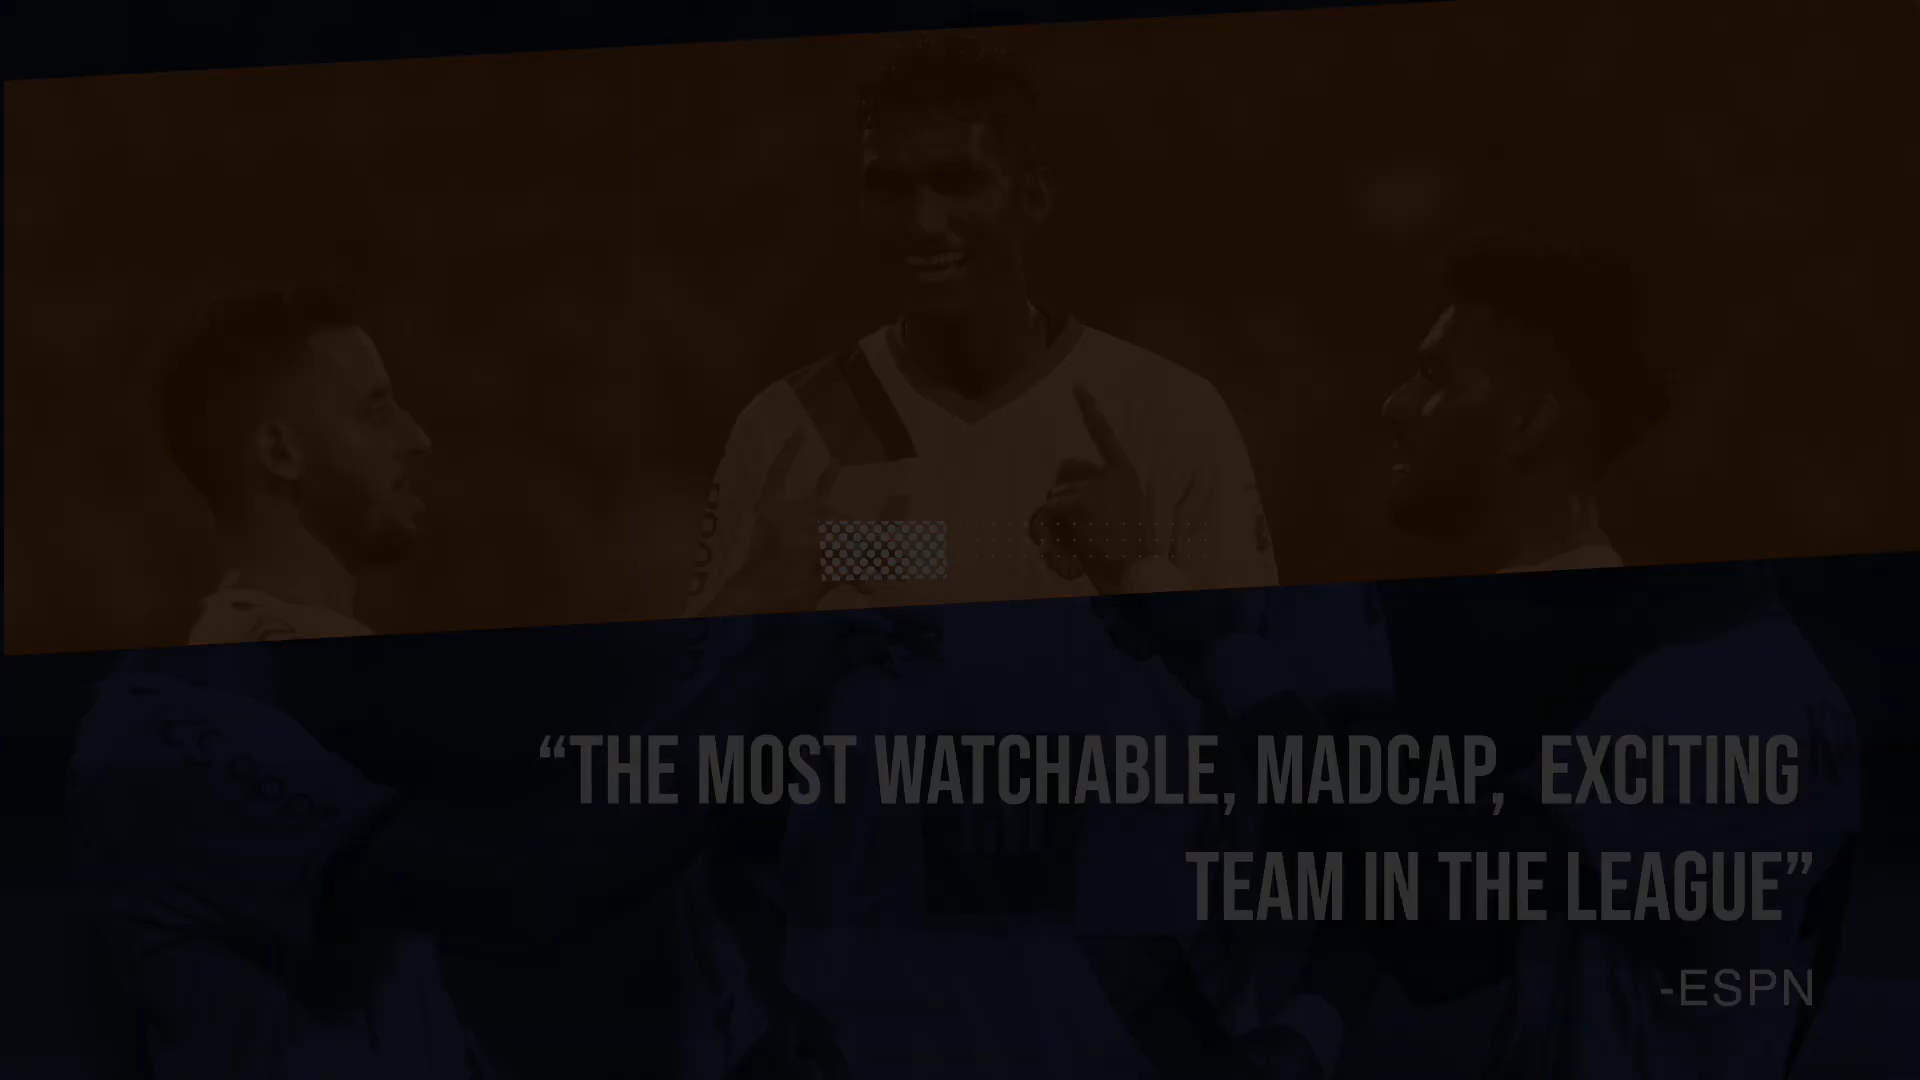 “THE MOST WATCHABLE, MADCAP,  EXCITING
TEAM IN THE LEAGUE”
-ESPN